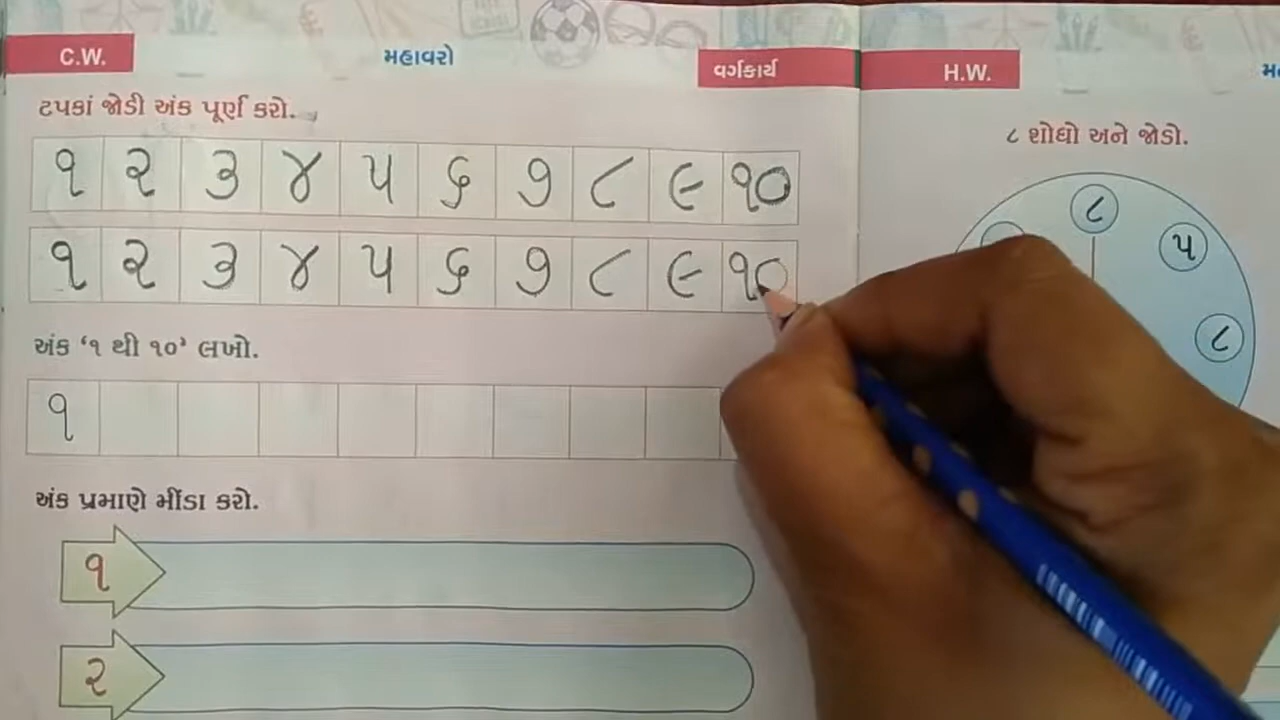 C.W. મહાવરો વર્ગકાર્ય
ટપકાં જોડી અંક પૂર્ણ કરો.
૧ ૨ ૩ ૪ ૫ ૬ ૭ ૮ ૯ ૧૦
૧ ૨ ૩ ૪ ૫ ૬ ૭ ૮ ૯ ૧૦
અંક ‘૧ થી ૧૦’ લખો.
૧
અંક પ્રમાણે મીંડા કરો.
૧
૨
H.W.
૮ શોધો અને જોડો.
૮
૫
૮